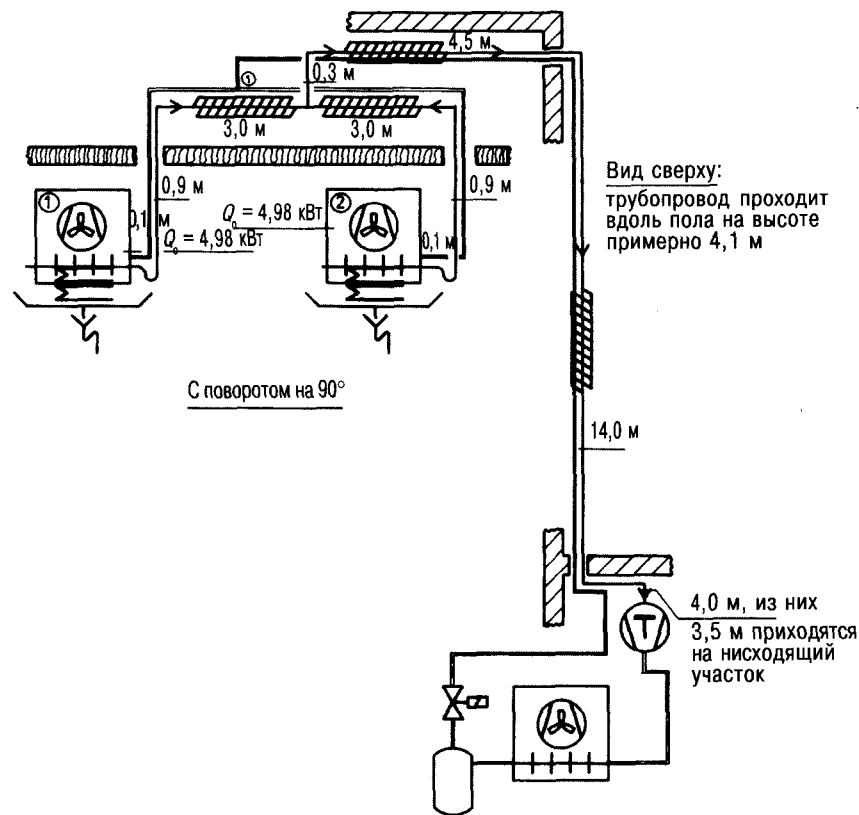 4,5 м
0,3 м
①
3,0 м
3,0 м
0,9 м
0,9 м
①
0,1 м
Q₀ = 4,98 кВт
Q₀ = 4,98 кВт
②
0,1 м
Вид сверху:
трубопровод проходит
вдоль пола на высоте
примерно 4,1 м
С поворотом на 90°
14,0 м
4,0 м, из них
3,5 м приходятся
на нисходящий
участок